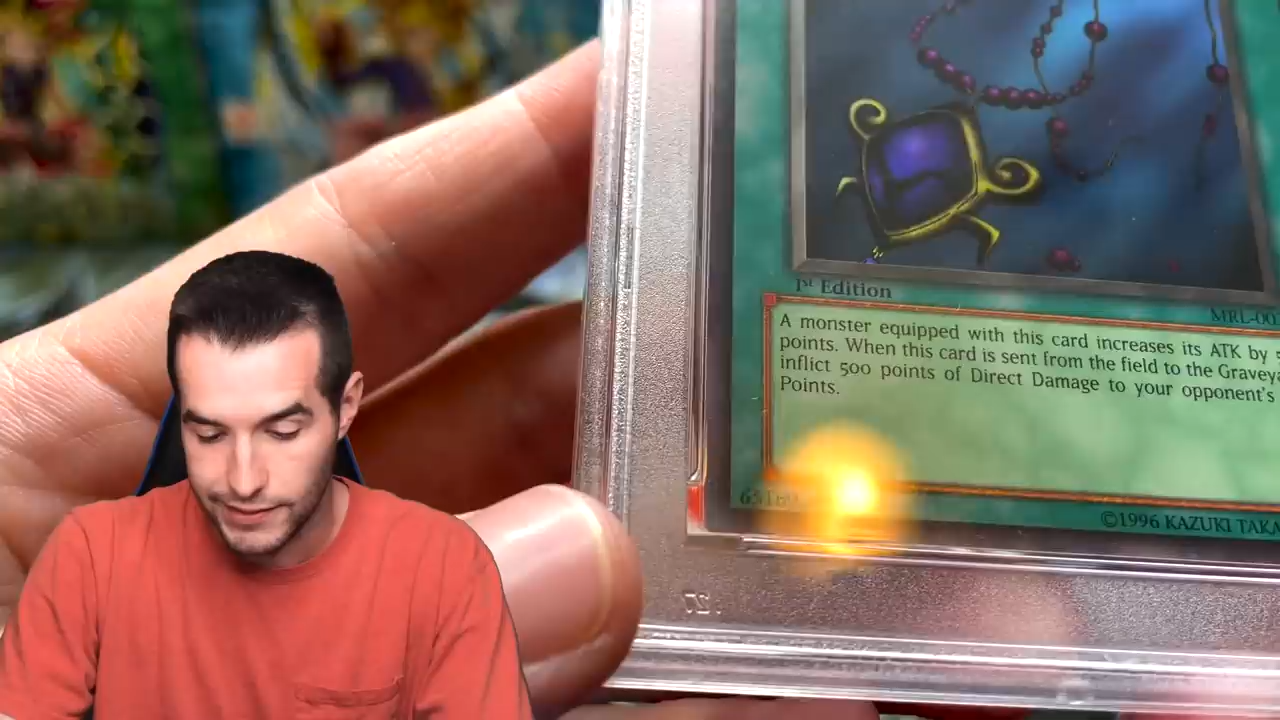 1st Edition
MRL-00
A monster equipped with this card increases its ATK by
points. When this card is sent from the field to the Gravey
inflict 500 points of Direct Damage to your opponent's
Points.
©1996 KAZUKI TAKA